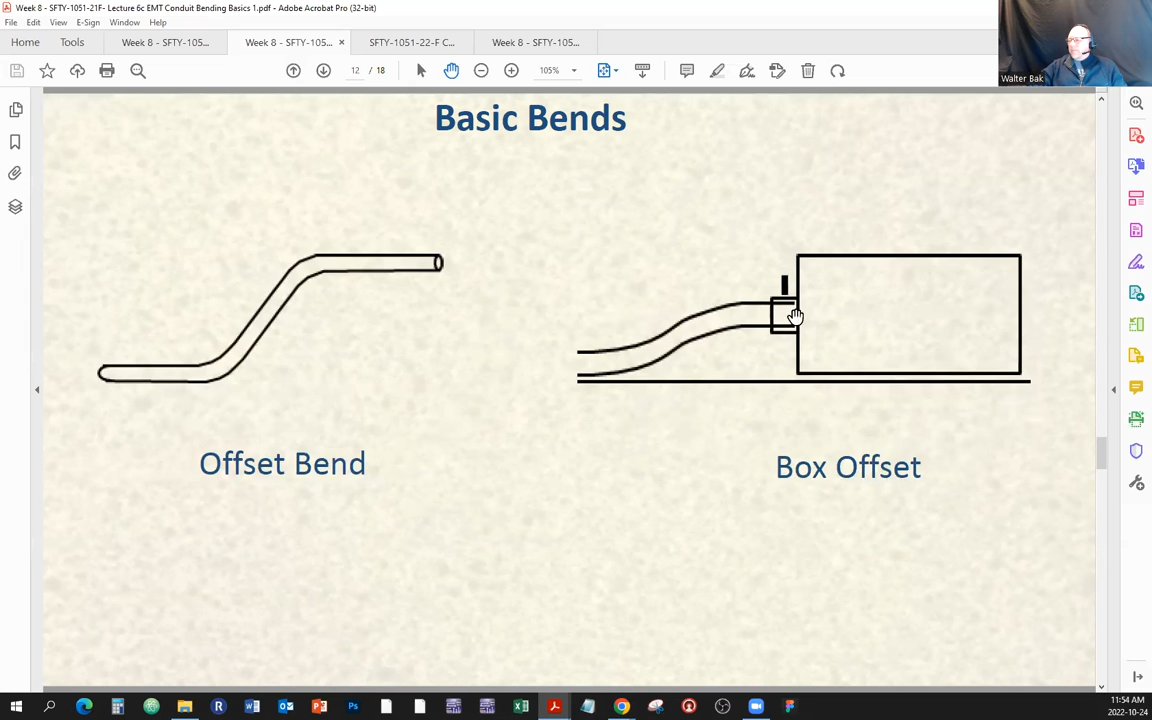 Week 8 - SFTY-1051-21F- Lecture 6c EMT Conduit Bending Basics 1.pdf - Adobe Acrobat Pro (32-bit)
File Edit View E-Sign Window Help
Home Tools Week 8 - SFTY-105... Week 8 - SFTY-105... × SFTY-1051-22-F C... Week 8 - SFTY-105...
12 / 18 105%
Walter Bak
Basic Bends
Offset Bend
Box Offset
11:54 AM
2022-10-24